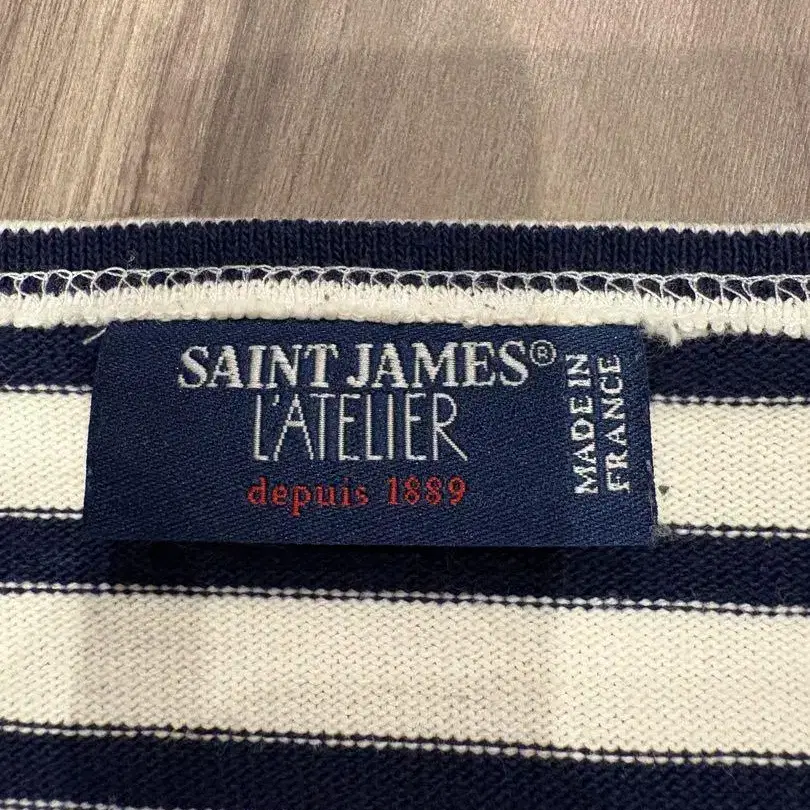 SAINT JAMES®
L'ATELIER
depuis 1889
MADE IN
FRANCE